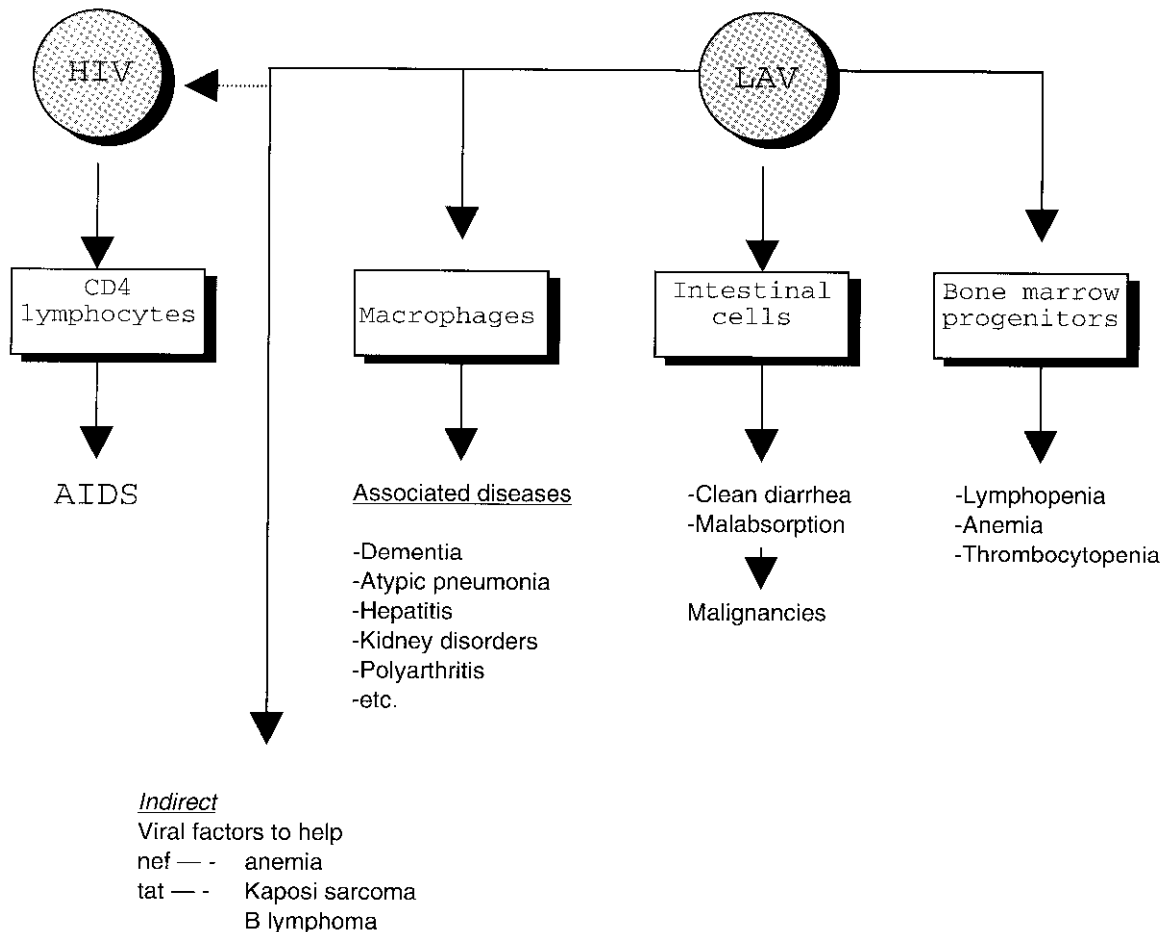 HIV
LAV
CD4
lymphocytes
Macrophages
Intestinal
cells
Bone marrow
progenitors
AIDS
Associated diseases
-Dementia
-Atypic pneumonia
-Hepatitis
-Kidney disorders
-Polyarthritis
-etc.
-Clean diarrhea
-Malabsorption
Malignancies
-Lymphopenia
-Anemia
-Thrombocytopenia
Indirect
Viral factors to help
nef — - anemia
tat — - Kaposi sarcoma
B lymphoma